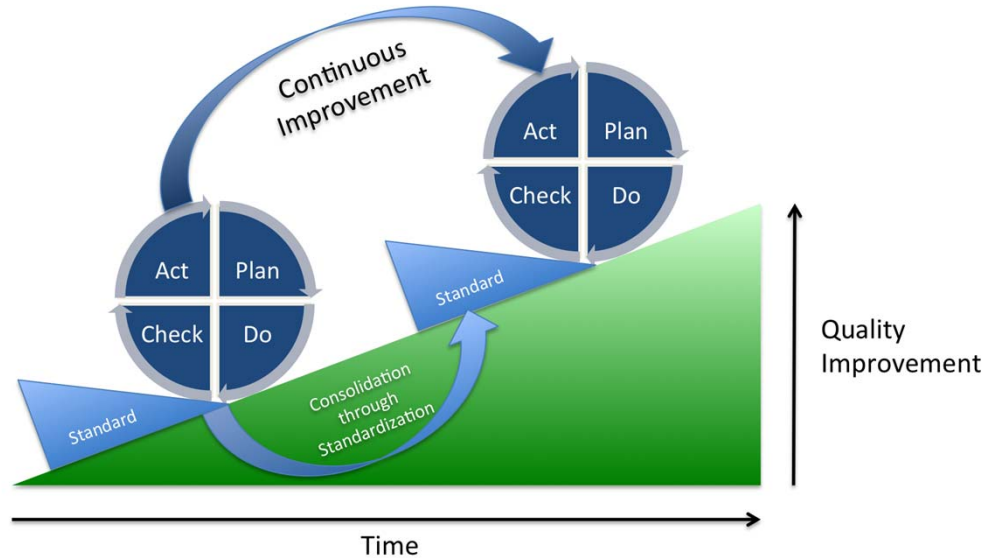 Continuous
Improvement
Act
Plan
Check
Do
Act
Plan
Check
Do
Standard
Standard
Consolidation
through
Standardization
Quality
Improvement
Time